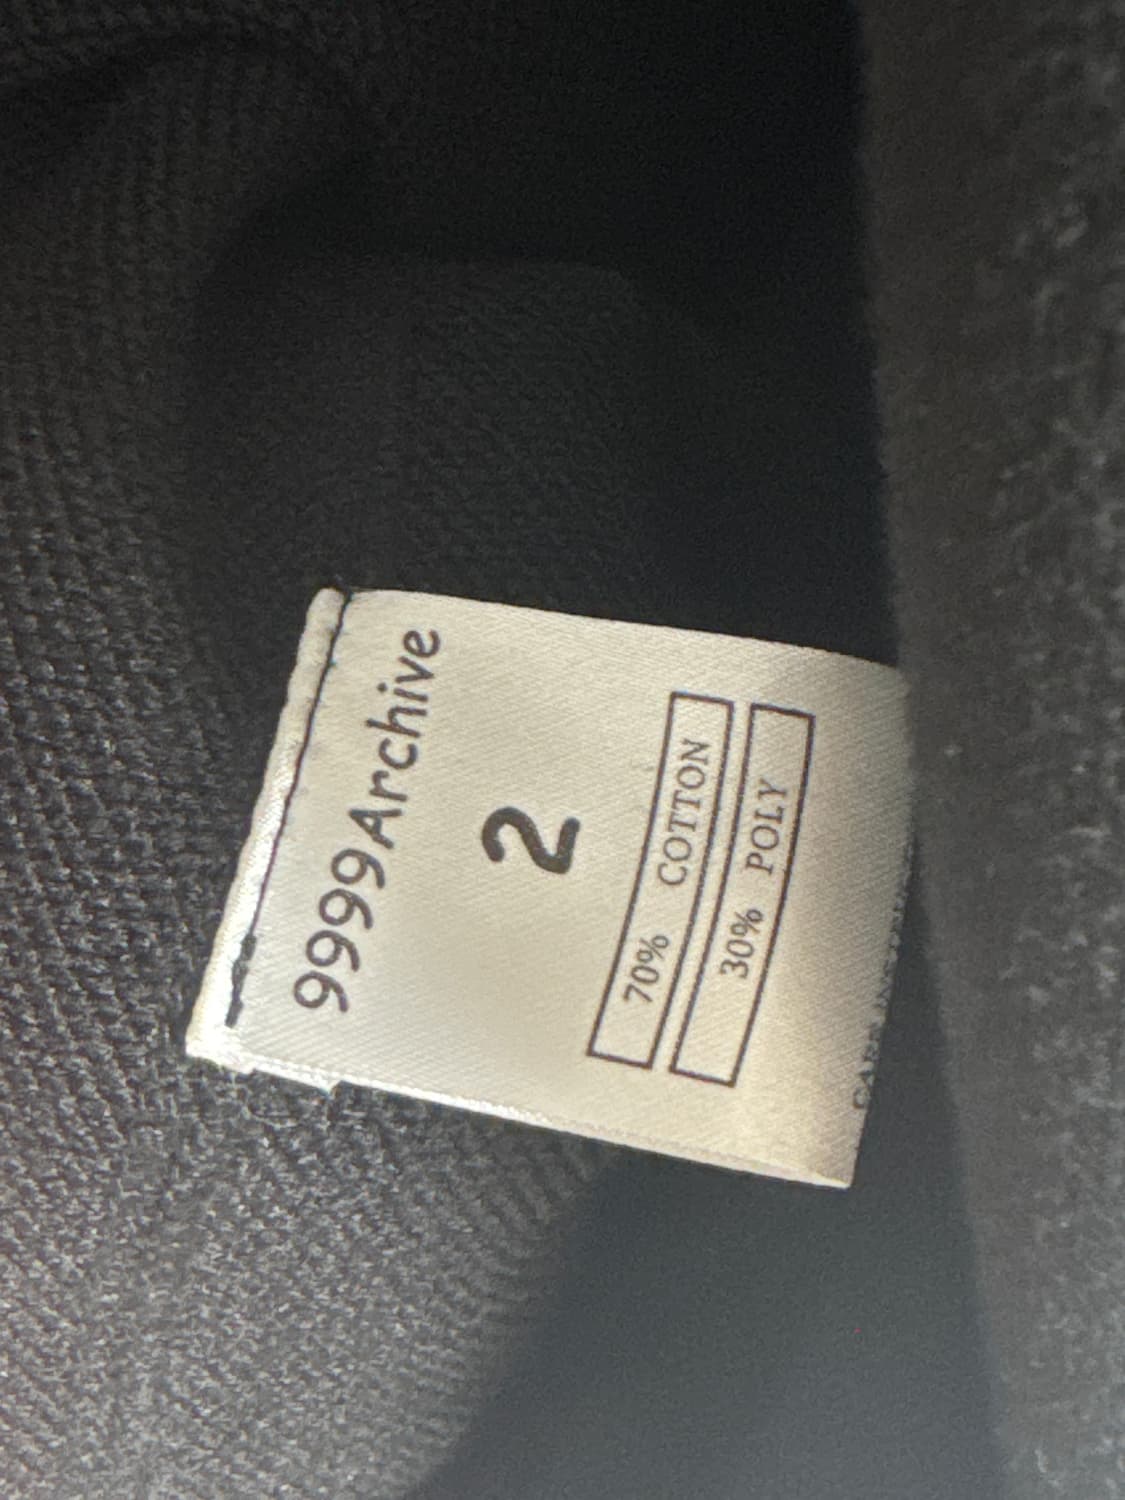 9999Archive
2
70% COTTON
30% POLY